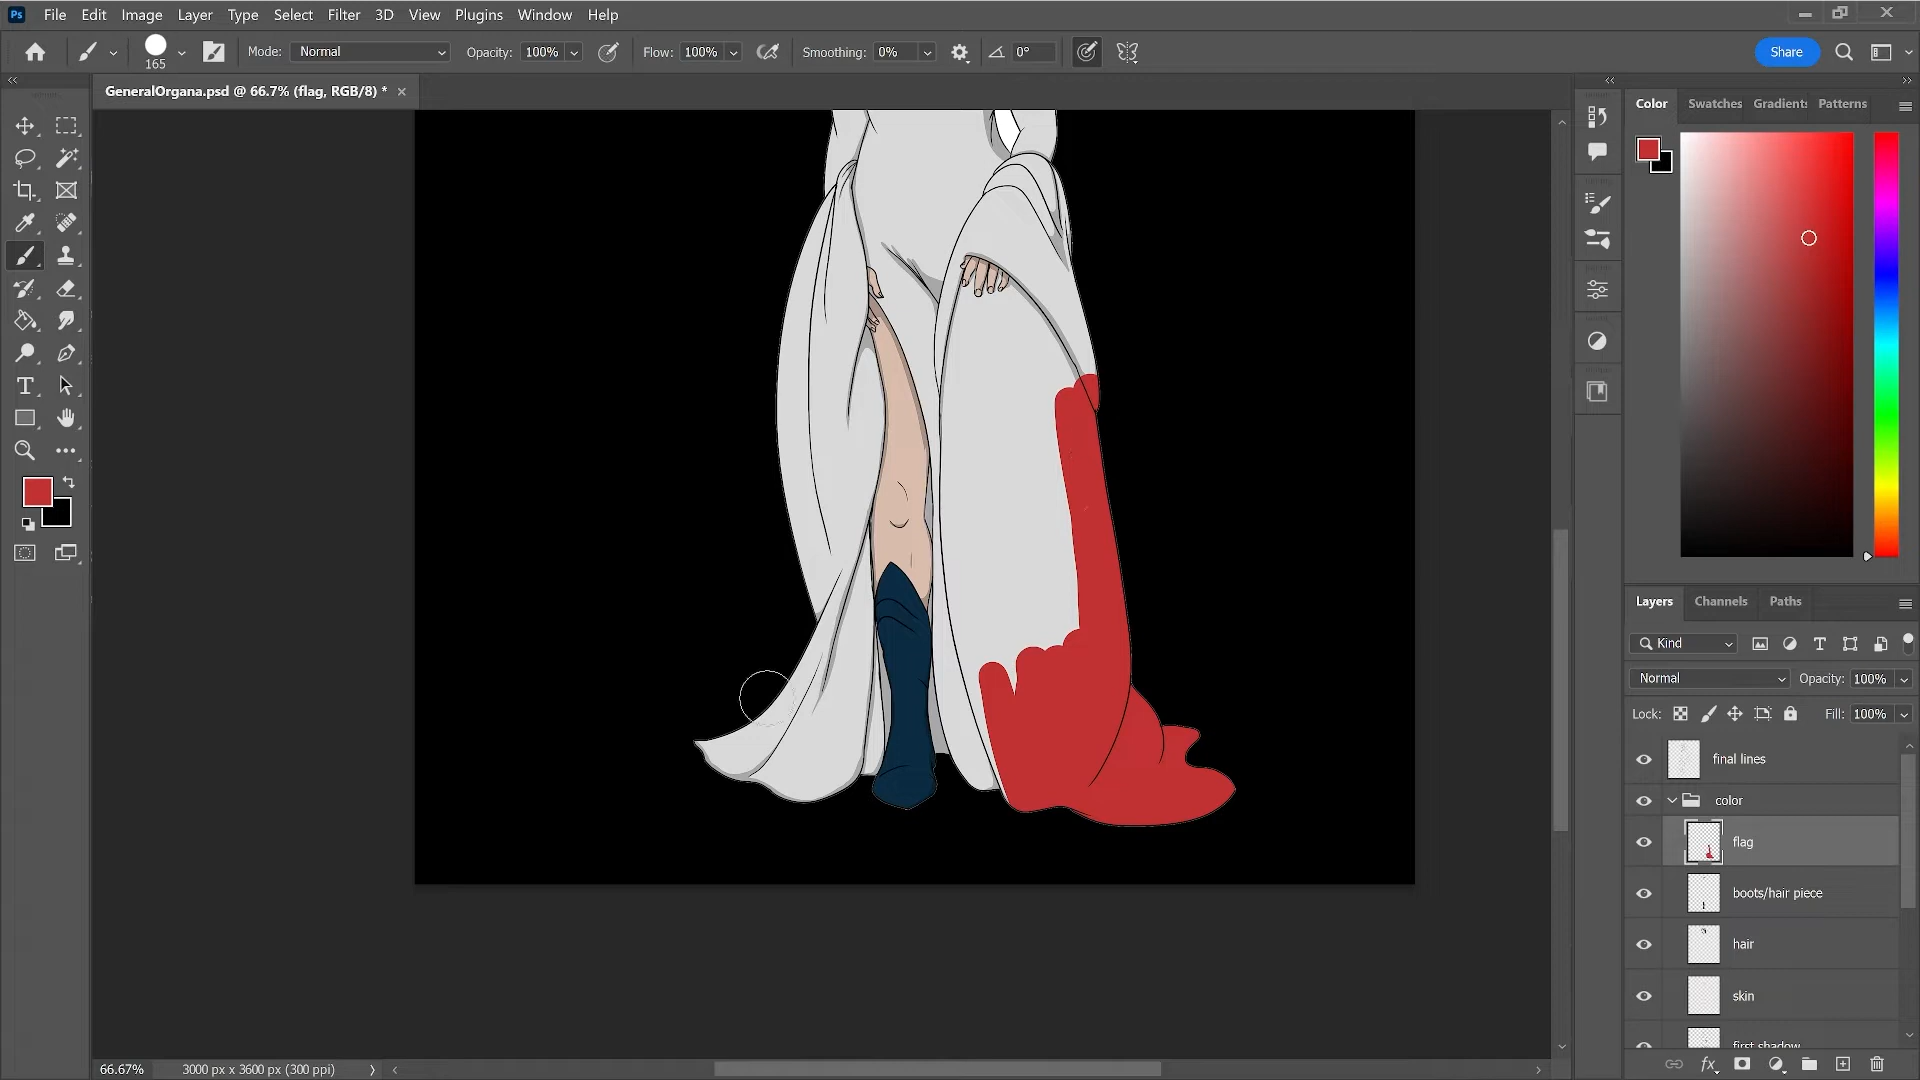 Ps File Edit Image Layer Type Select Filter 3D View Plugins Window Help
165 Mode: Normal Opacity: 100% Flow: 100% Smoothing: 0% 0° Share
GeneralOrgana.psd @ 66.7% (flag, RGB/8) *
Color Swatches Gradients Patterns
Layers Channels Paths
Kind
Normal Opacity: 100%
Lock: Fill: 100%
final lines
color
flag
boots/hair piece
hair
skin
first shadow
66.67% 3000 px x 3600 px (300 ppi)
fx